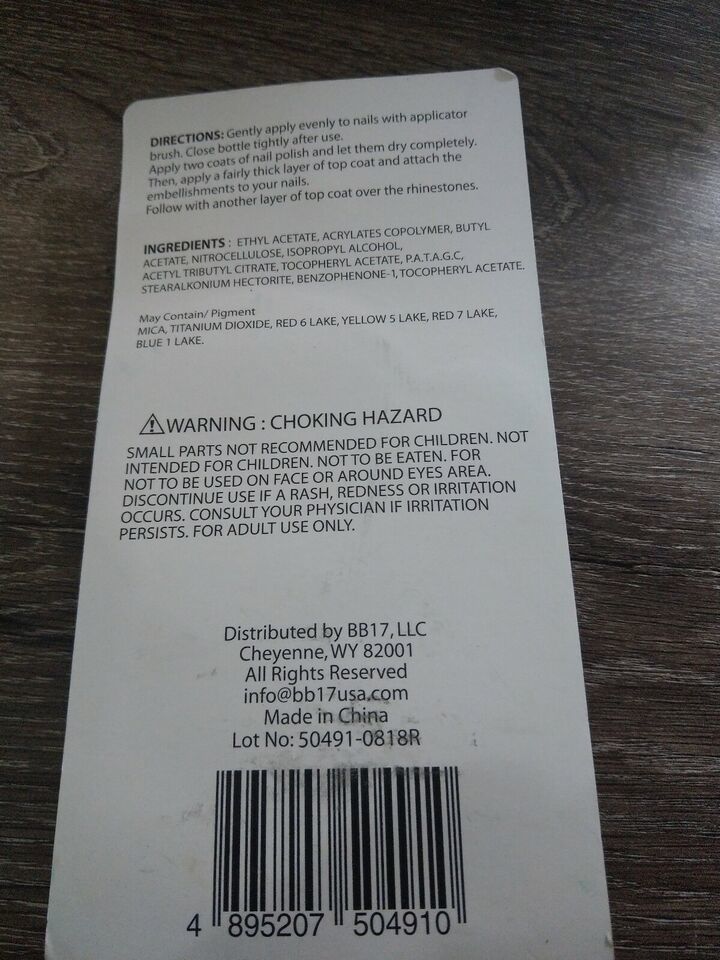 DIRECTIONS: Gently apply evenly to nails with applicator
brush. Close bottle tightly after use.
Apply two coats of nail polish and let them dry completely.
Then, apply a fairly thick layer of top coat and attach the
embellishments to your nails.
Follow with another layer of top coat over the rhinestones.
INGREDIENTS : ETHYL ACETATE, ACRYLATES COPOLYMER, BUTYL
ACETATE, NITROCELLULOSE, ISOPROPYL ALCOHOL,
ACETYL TRIBUTYL CITRATE, TOCOPHERYL ACETATE, P.A.T.A.G.C,
STEARALKONIUM HECTORITE, BENZOPHENONE-1, TOCOPHERYL ACETATE.
May Contain/ Pigment
MICA, TITANIUM DIOXIDE, RED 6 LAKE, YELLOW 5 LAKE, RED 7 LAKE,
BLUE 1 LAKE.
WARNING : CHOKING HAZARD
SMALL PARTS NOT RECOMMENDED FOR CHILDREN. NOT
INTENDED FOR CHILDREN. NOT TO BE EATEN. FOR
NOT TO BE USED ON FACE OR AROUND EYES AREA.
DISCONTINUE USE IF A RASH, REDNESS OR IRRITATION
OCCURS. CONSULT YOUR PHYSICIAN IF IRRITATION
PERSISTS. FOR ADULT USE ONLY.
Distributed by BB17, LLC
Cheyenne, WY 82001
All Rights Reserved
info@bb17usa.com
Made in China
Lot No: 50491-0818R
4 895207 504910